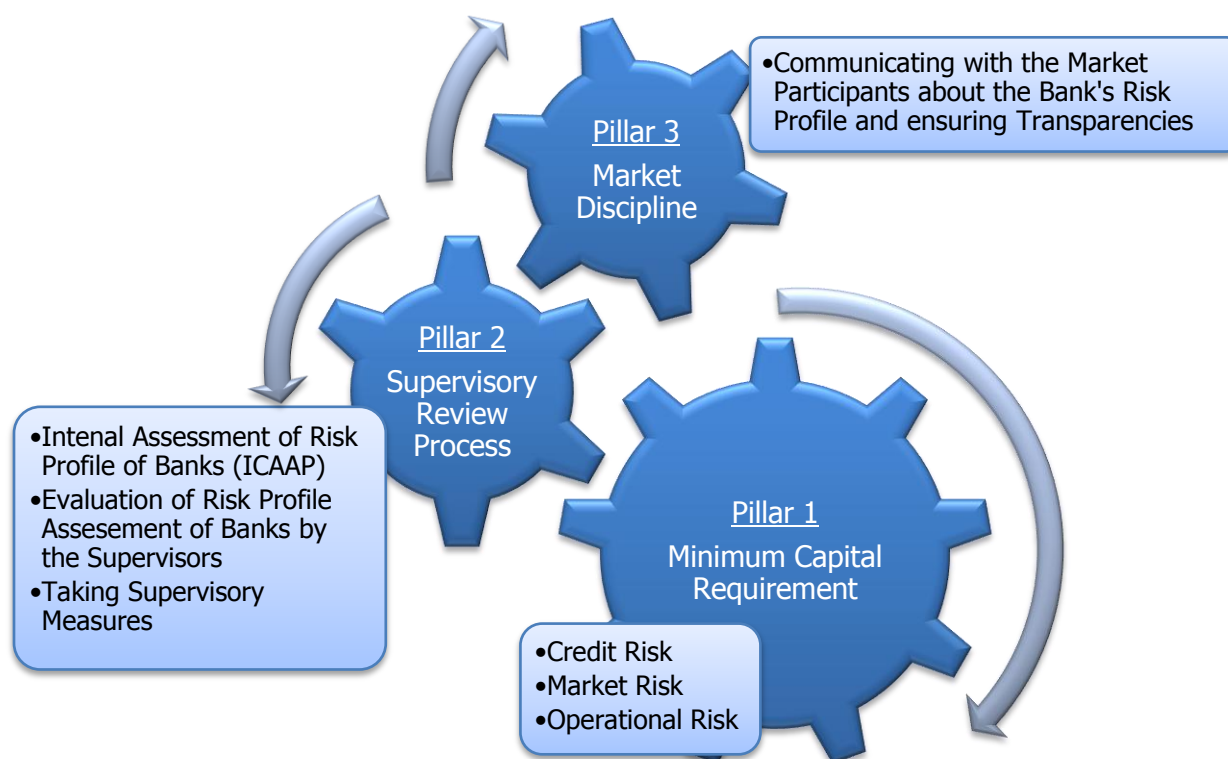 •Communicating with the Market
Participants about the Bank's Risk
Profile and ensuring Transparencies
Pillar 3
Market
Discipline
Pillar 2
Supervisory
Review
Process
•Intenal Assessment of Risk
Profile of Banks (ICAAP)
•Evaluation of Risk Profile
Assesement of Banks by
the Supervisors
•Taking Supervisory
Measures
Pillar 1
Minimum Capital
Requirement
•Credit Risk
•Market Risk
•Operational Risk